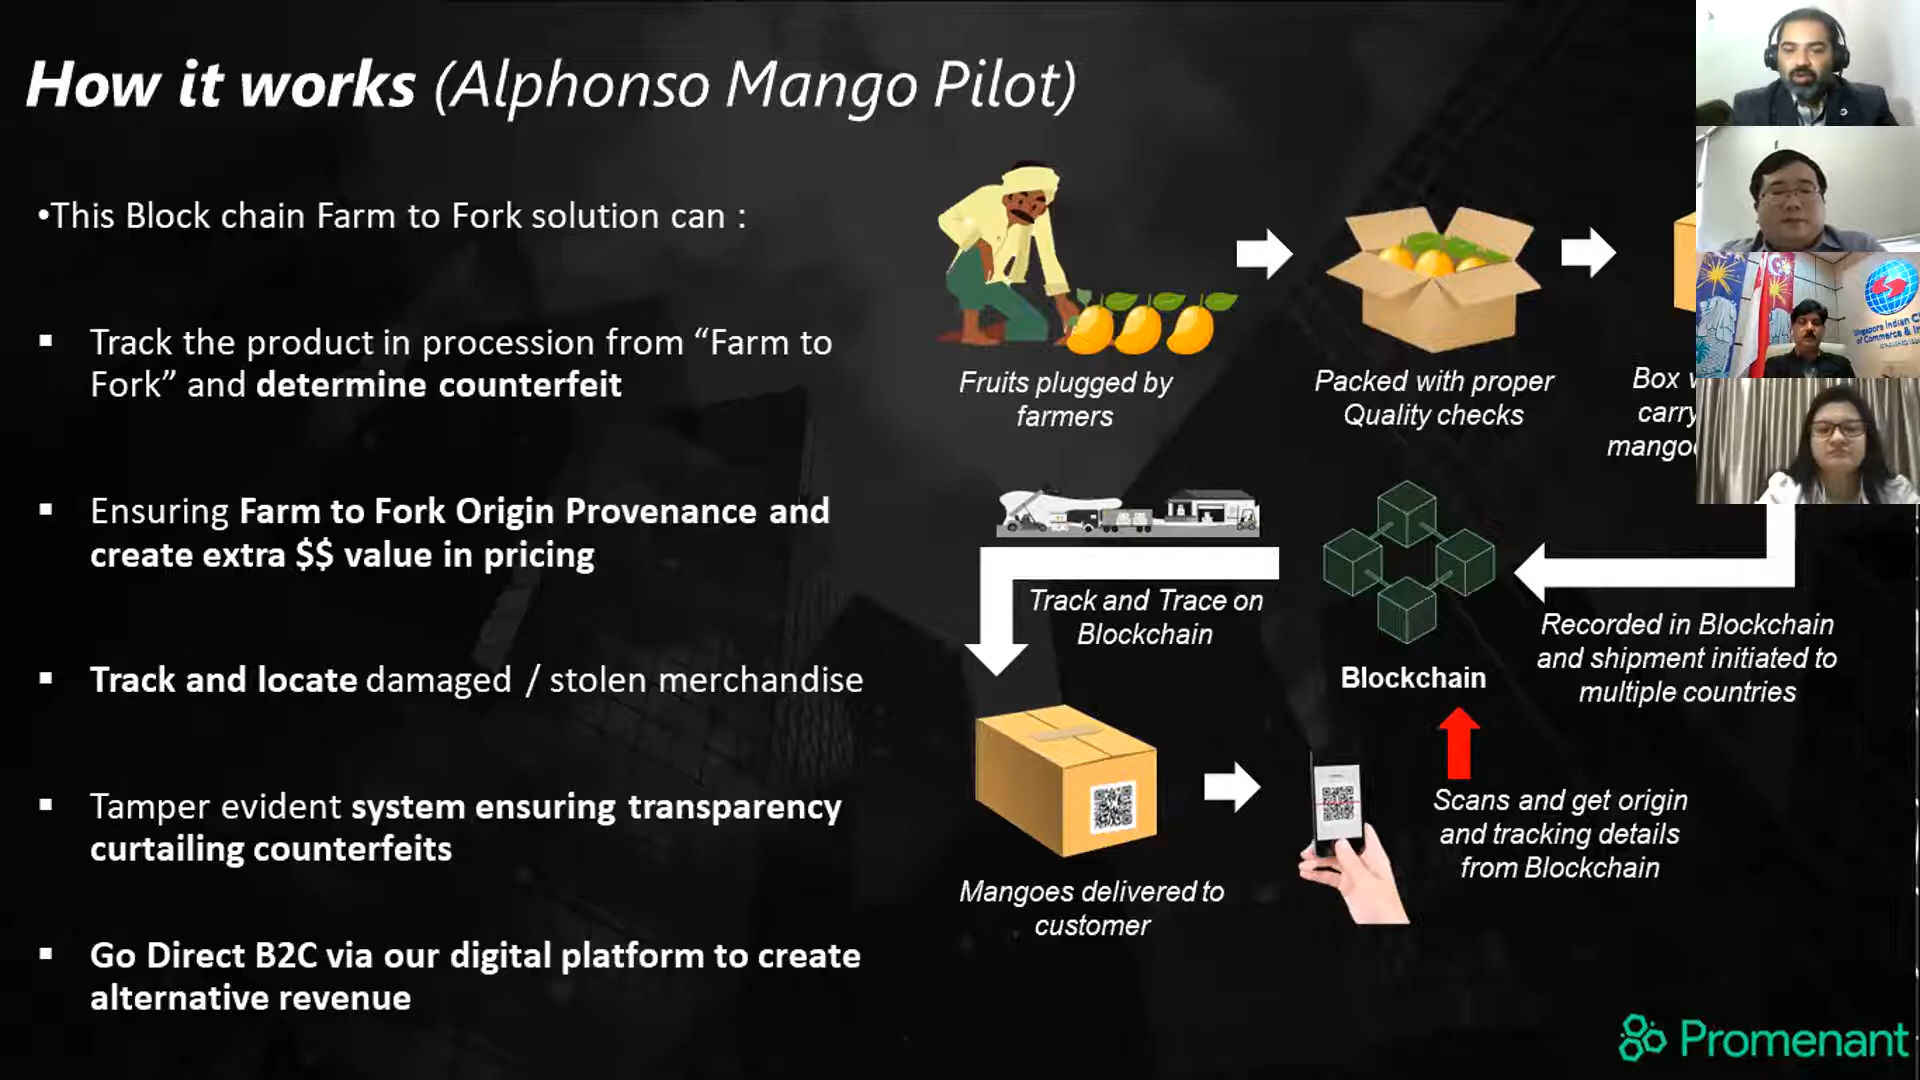 How it works (Alphonso Mango Pilot)
•This Block chain Farm to Fork solution can :
▪ Track the product in procession from “Farm to
Fork” and determine counterfeit
▪ Ensuring Farm to Fork Origin Provenance and
create extra $$ value in pricing
▪ Track and locate damaged / stolen merchandise
▪ Tamper evident system ensuring transparency
curtailing counterfeits
▪ Go Direct B2C via our digital platform to create
alternative revenue
Fruits plugged by
farmers
Packed with proper
Quality checks
Box
carry
Track and Trace on
Blockchain
Blockchain
Recorded in Blockchain
and shipment initiated to
multiple countries
Mangoes delivered to
customer
Scans and get origin
and tracking details
from Blockchain
Singapore Indian
of Commerce &
Promenant